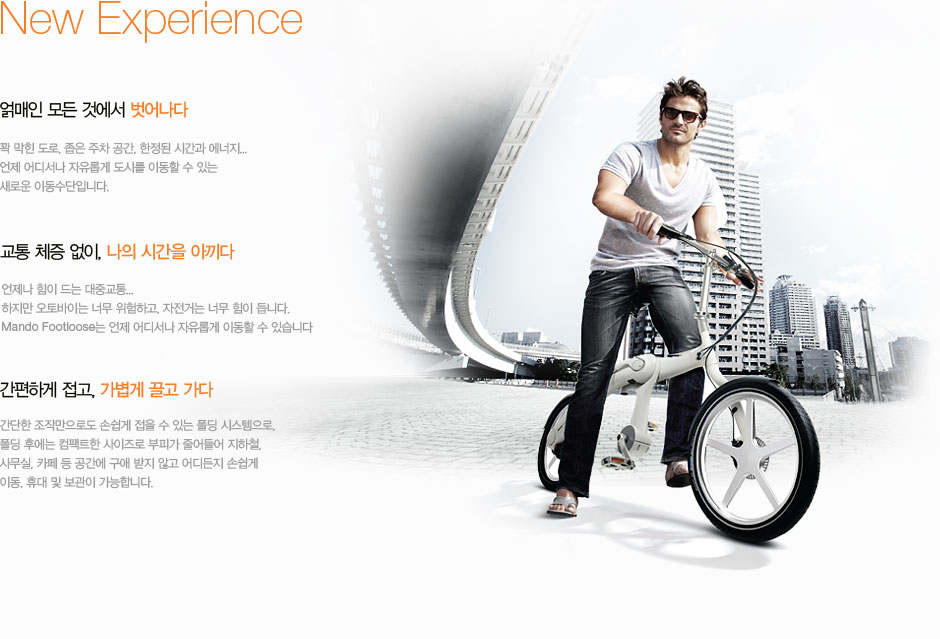 New Experience
얽매인 모든 것에서 벗어나다
꽉 막힌 도로, 좁은 주차 공간, 한정된 시간과 에너지...
언제 어디서나 자유롭게 도시를 이동할 수 있는
새로운 이동수단입니다.
교통 체증 없이, 나의 시간을 아끼다
언제나 힘이 드는 대중교통...
하지만 오토바이는 너무 위험하고, 자전거는 너무 힘이 듭니다.
Mando Footloose는 언제 어디서나 자유롭게 이동할 수 있습니다
간편하게 접고, 가볍게 끌고 가다
간단한 조작만으로도 손쉽게 접을 수 있는 폴딩 시스템으로,
폴딩 후에는 컴팩트한 사이즈로 부피가 줄어들어 지하철,
사무실, 카페 등 공간에 구애 받지 않고 어디든지 손쉽게
이동, 휴대 및 보관이 가능합니다.